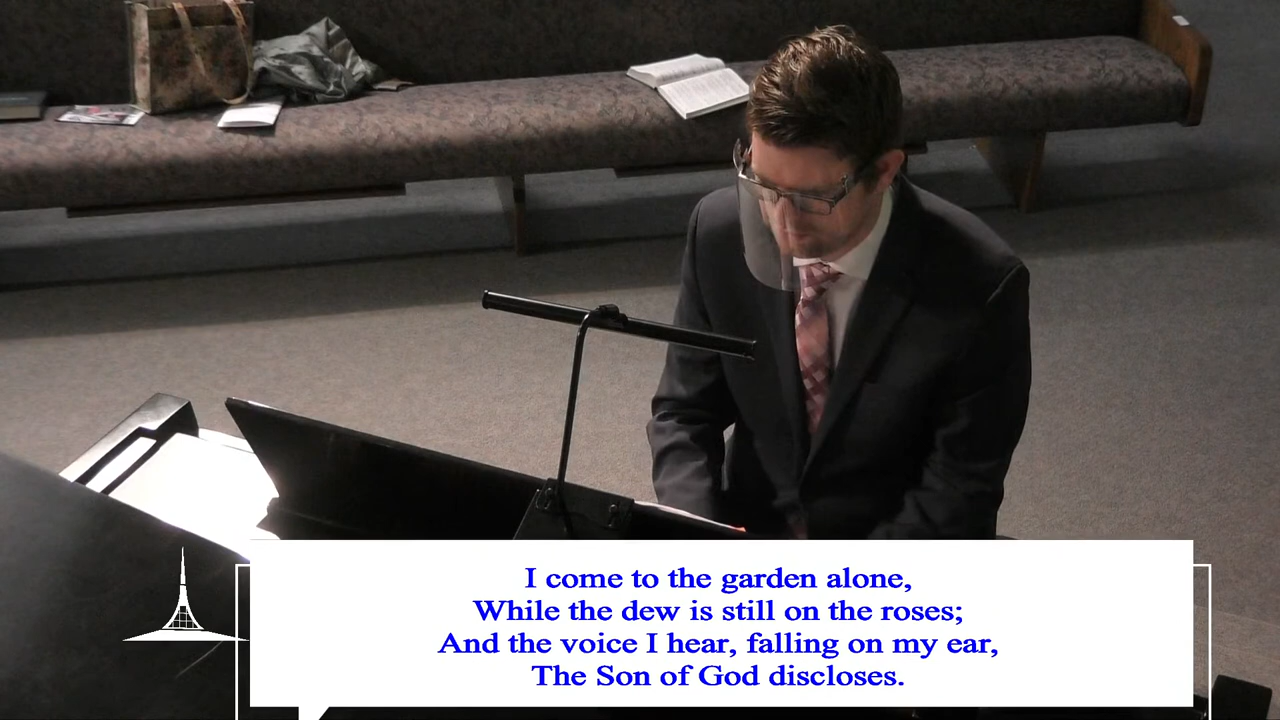 I come to the garden alone,
While the dew is still on the roses;
And the voice I hear, falling on my ear,
The Son of God discloses.